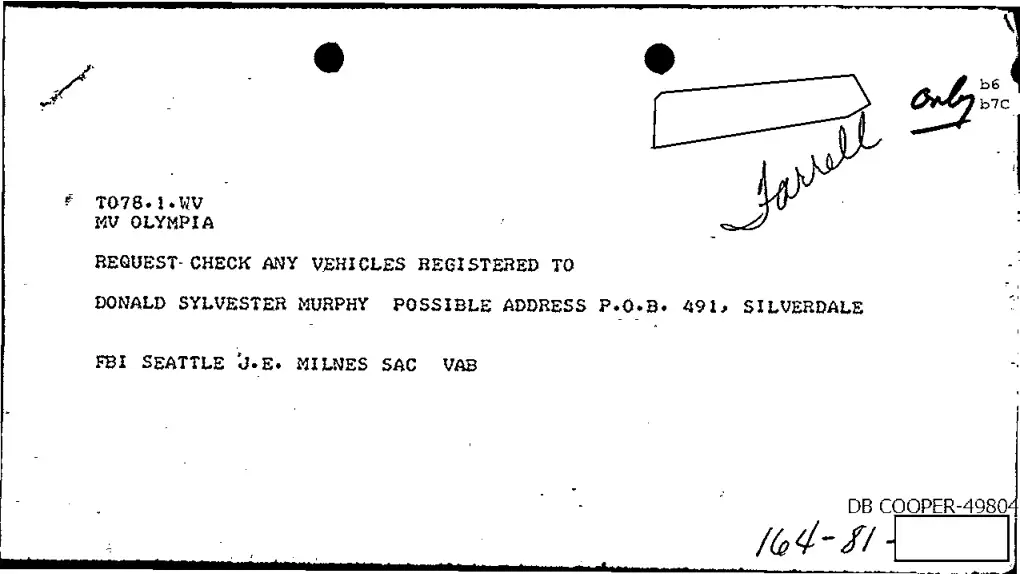 only
b6
b7C
Farrell
TO78.1.WV
MV OLYMPIA
REQUEST- CHECK ANY VEHICLES REGISTERED TO
DONALD SYLVESTER MURPHY POSSIBLE ADDRESS P.O.B. 491, SILVERDALE
FBI SEATTLE J.E. MILNES SAC VAB
DB COOPER-49804
164-81-